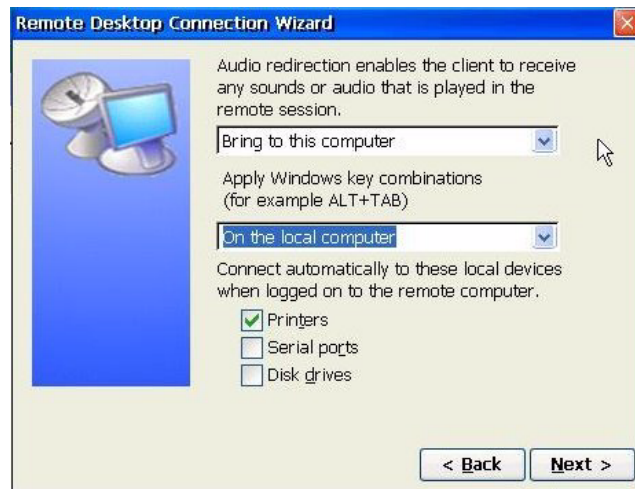 Remote Desktop Connection Wizard
Audio redirection enables the client to receive
any sounds or audio that is played in the
remote session.
Bring to this computer
Apply Windows key combinations
(for example ALT+TAB)
On the local computer
Connect automatically to these local devices
when logged on to the remote computer.
Printers
Serial ports
Disk drives
< Back Next >